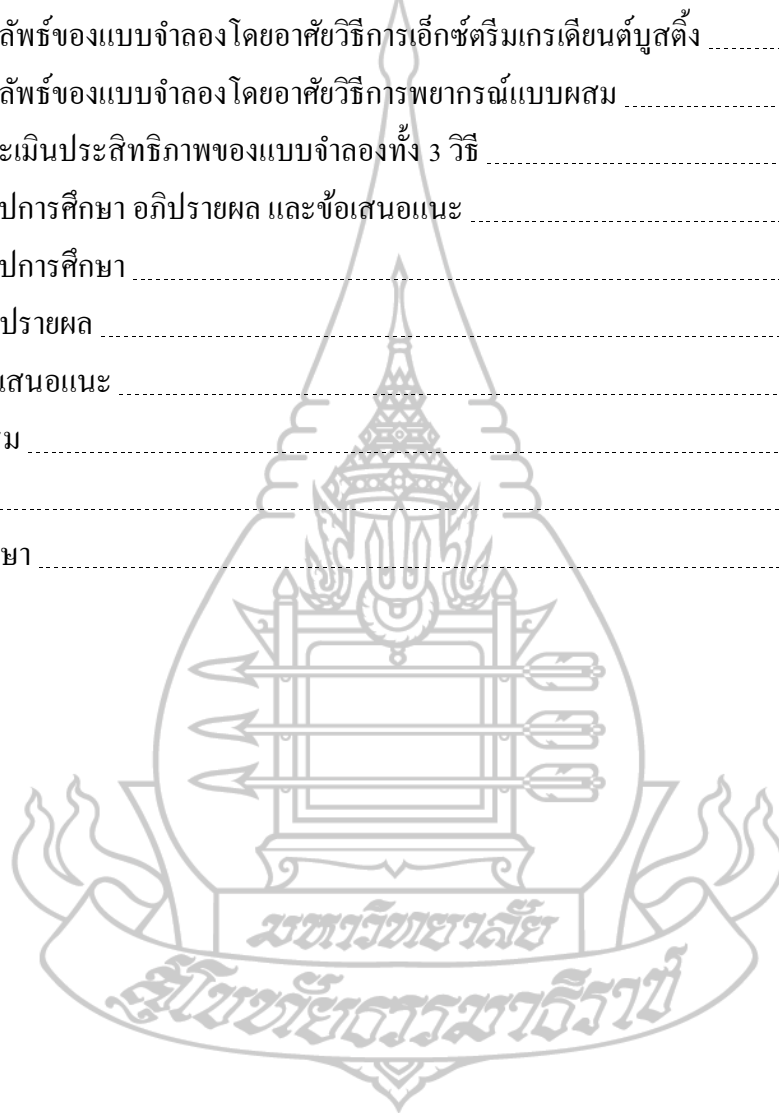 ลัพธ์ของแบบจำลองโดยอาศัยวิธีการเอ็กซ์ตรีมเกรเดียนต์บูสติ้ง
ลัพธ์ของแบบจำลองโดยอาศัยวิธีการพยากรณ์แบบผสม
ะเมินประสิทธิภาพของแบบจำลองทั้ง 3 วิธี
ปการศึกษา อภิปรายผล และข้อเสนอแนะ
ปการศึกษา
ปรายผล
เสนอแนะ
รม
ษา
มหาวิทยาลัย
สุโขทัยธรรมาธิราช